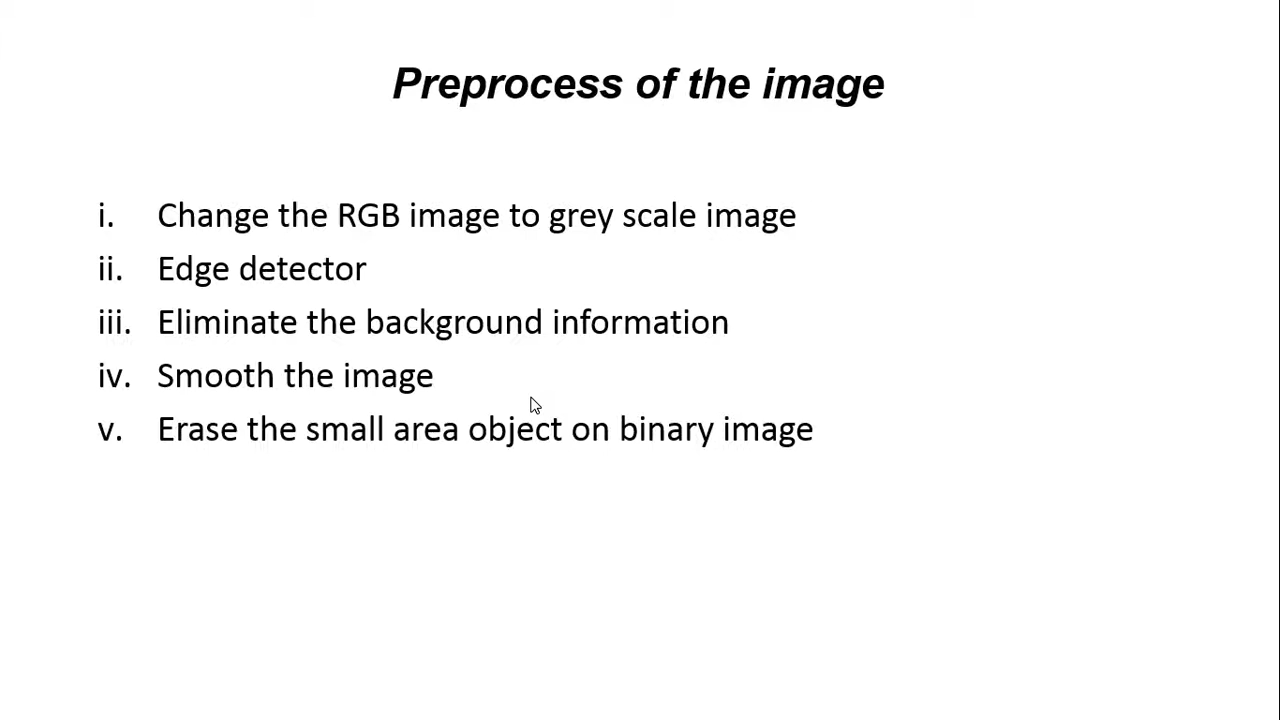 Preprocess of the image
i. Change the RGB image to grey scale image
ii. Edge detector
iii. Eliminate the background information
iv. Smooth the image
v. Erase the small area object on binary image